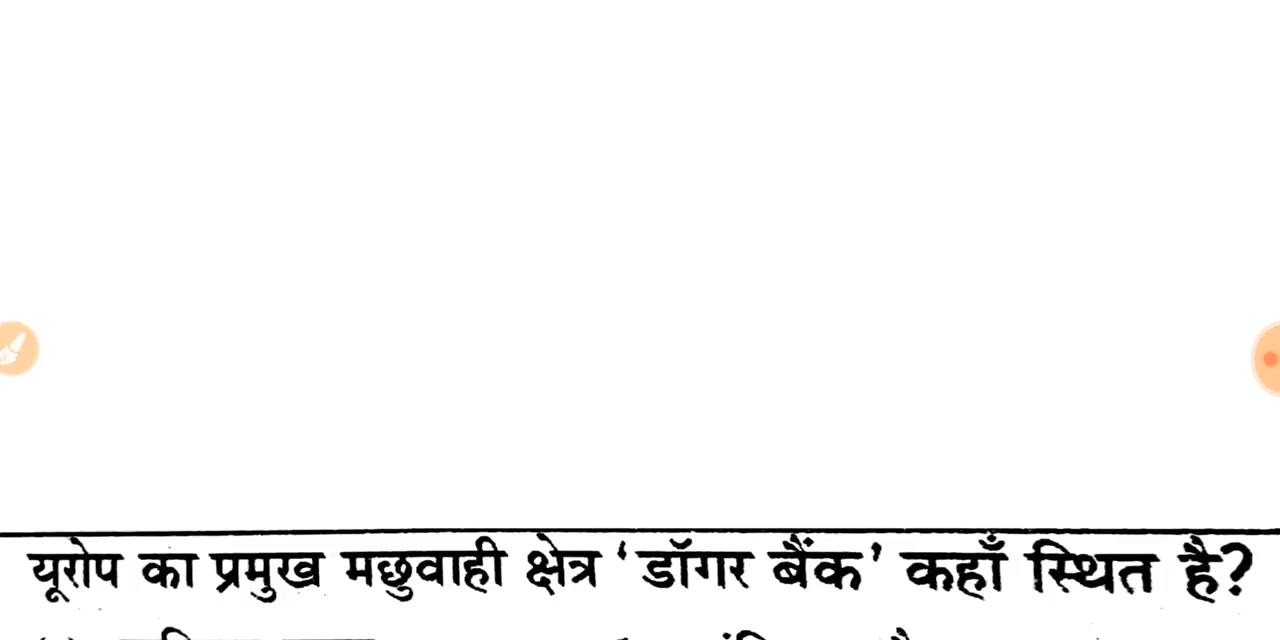 यूरोप का प्रमुख मछुवाही क्षेत्र ‘डॉगर बैंक’ कहाँ स्थित है?